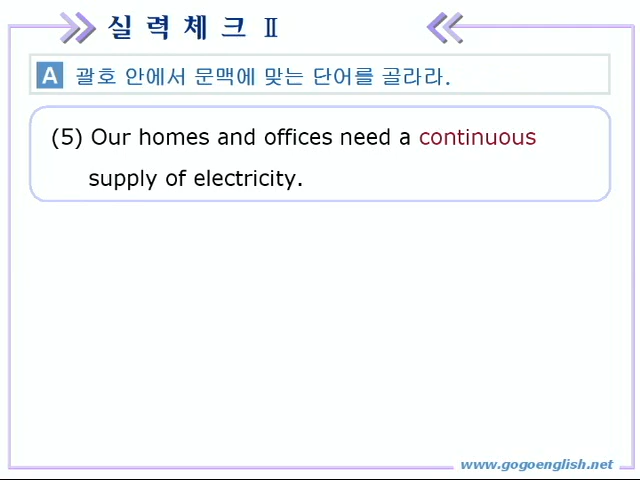 실 력 체 크 Ⅱ
A 괄호 안에서 문맥에 맞는 단어를 골라라.
(5) Our homes and offices need a continuous
supply of electricity.
www.gogoenglish.net